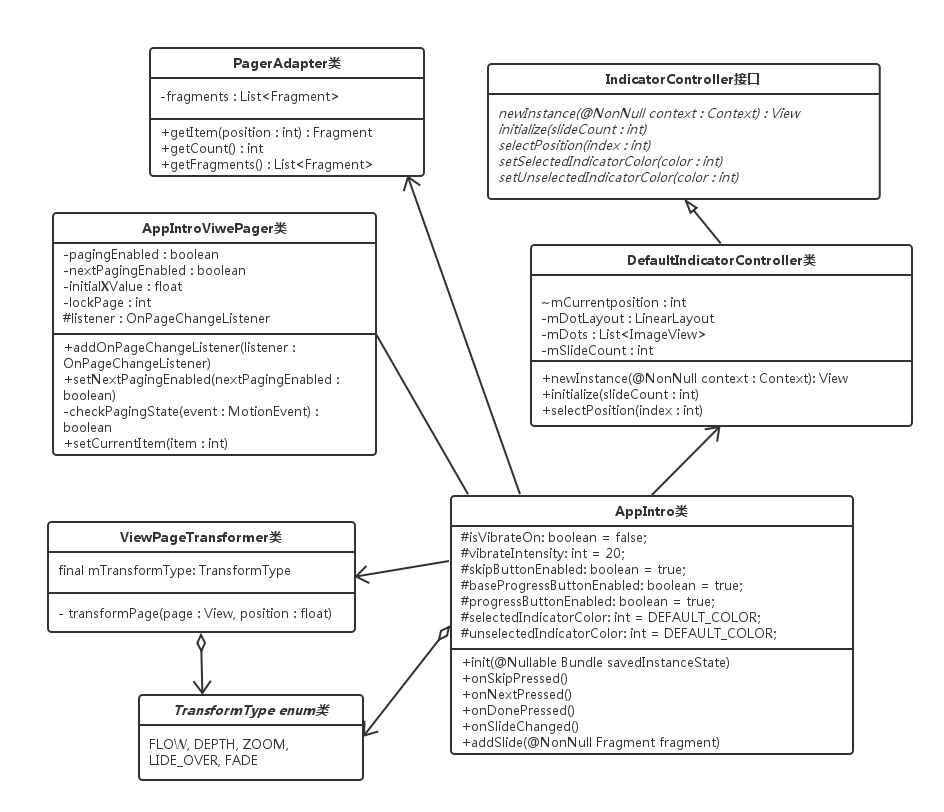 PagerAdapter类
-fragments : List<Fragment>
+getItem(position : int) : Fragment
+getCount() : int
+getFragments() : List<Fragment>
IndicatorController接口
newInstance(@NonNull context : Context) : View
initialize(slideCount : int)
selectPosition(index : int)
setSelectedIndicatorColor(color : int)
setUnselectedIndicatorColor(color : int)
AppIntroViwePager类
-pagingEnabled : boolean
-nextPagingEnabled : boolean
-initialXValue : float
-lockPage : int
#listener : OnPageChangeListener
+addOnPageChangeListener(listener :
OnPageChangeListener)
+setNextPagingEnabled(nextPagingEnabled :
boolean)
-checkPagingState(event : MotionEvent) :
boolean
+setCurrentItem(item : int)
DefaultIndicatorController类
~mCurrentposition : int
-mDotLayout : LinearLayout
-mDots : List<ImageView>
-mSlideCount : int
+newInstance(@NonNull context : Context): View
+initialize(slideCount : int)
+selectPosition(index : int)
AppIntro类
#isVibrateOn: boolean = false;
#vibrateIntensity: int = 20;
#skipButtonEnabled: boolean = true;
#baseProgressButtonEnabled: boolean = true;
#progressButtonEnabled: boolean = true;
#selectedIndicatorColor: int = DEFAULT_COLOR;
#unselectedIndicatorColor: int = DEFAULT_COLOR;
+init(@Nullable Bundle savedInstanceState)
+onSkipPressed()
+onNextPressed()
+onDonePressed()
+onSlideChanged()
+addSlide(@NonNull Fragment fragment)
ViewPageTransformer类
final mTransformType: TransformType
- transformPage(page : View, position : float)
TransformType enum类
FLOW, DEPTH, ZOOM,
LIDE_OVER, FADE